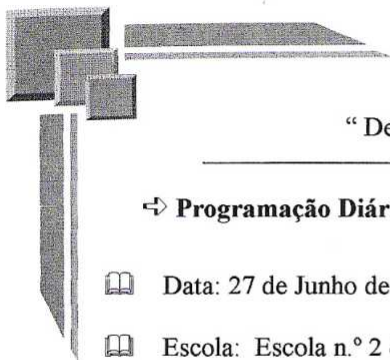 “ De
➪ Programação Diár
Data: 27 de Junho de
Escola: Escola n.º 2